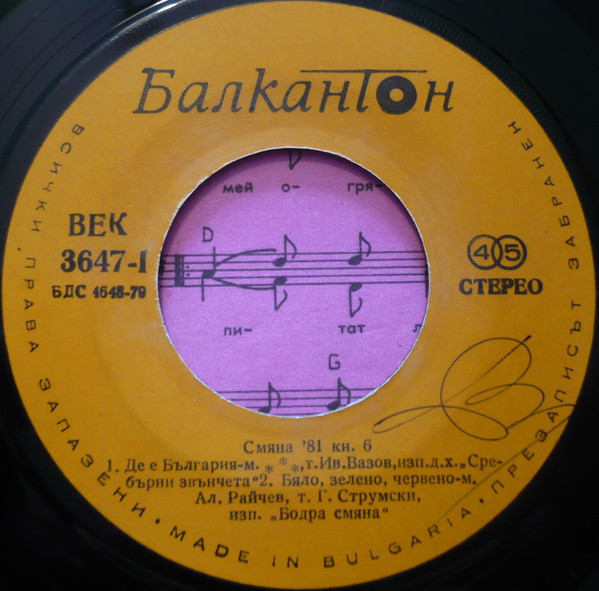 Балкантон
ВСИЧКИ ПРАВА ЗАПАЗЕНИ · MADE IN BULGARIA · ПРЕЗАПИСЪТ ЗАБРАНЕН
мей о- гря-
D
пи- тат л
G
ВЕК
3647-I
БДС 4648-79
45
СТЕРЕО
Смяна '81 кн. 6
1. Де е България-м. * * *, т.Ив.Вазов,изп.д.х.„Сре-
бърни звънчета“2. Бяло, зелено, червено-м.
Ал. Райчев, т. Г. Струмски,
изп. „Бодра смяна“